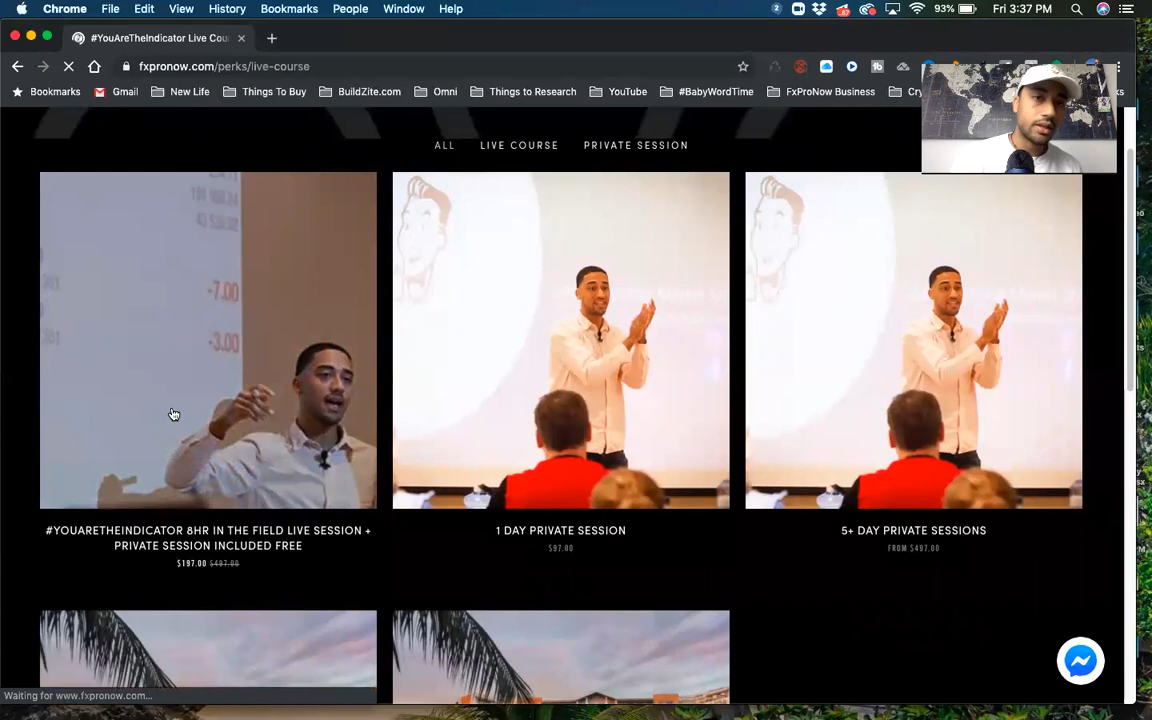 Chrome File Edit View History Bookmarks People Window Help
93% Fri 3:37 PM
#YouAreTheIndicator Live Cou
fxpronow.com/perks/live-course
Bookmarks Gmail New Life Things To Buy BuildZite.com Omni Things to Research YouTube #BabyWordTime FxProNow Business Cry
ALL LIVE COURSE PRIVATE SESSION
-7.00
-3.00
#YOUARETHEINDICATOR 8HR IN THE FIELD LIVE SESSION +
PRIVATE SESSION INCLUDED FREE
$197.00 $497.00
1 DAY PRIVATE SESSION
$97.00
5+ DAY PRIVATE SESSIONS
FROM $497.00
Waiting for www.fxpronow.com...